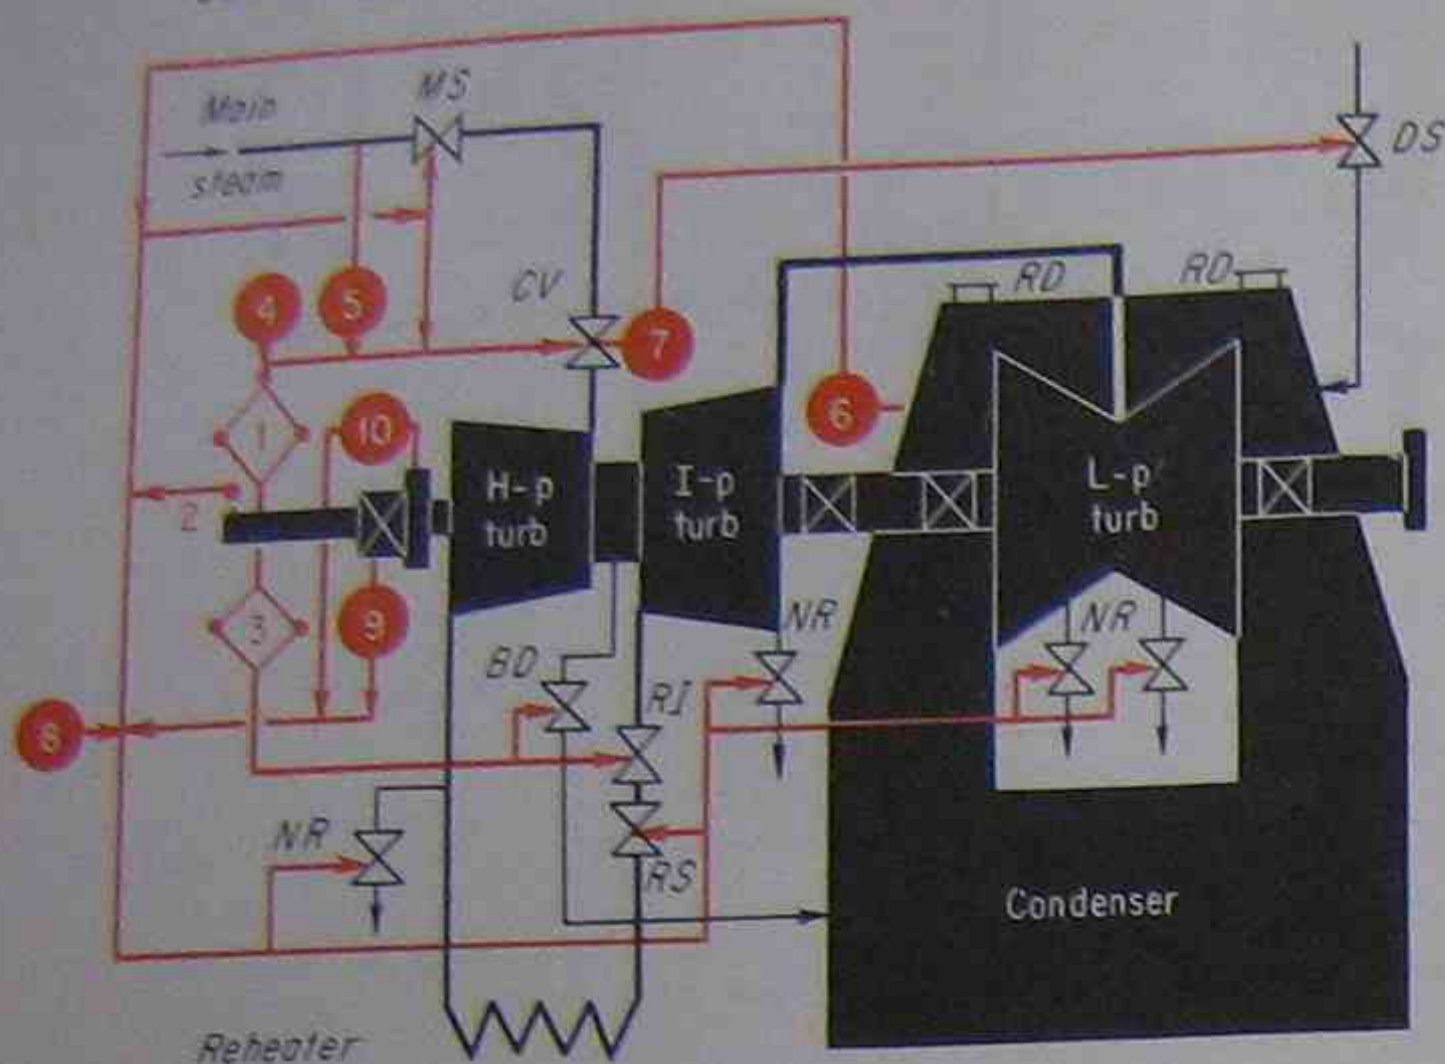 MS
Main
steam
DS
CV
RD
RD
4
5
7
6
1
10
2
H-p
turb
I-p
turb
L-p
turb
3
9
NR
NR
BD
RI
8
NR
RS
Condenser
Reheater